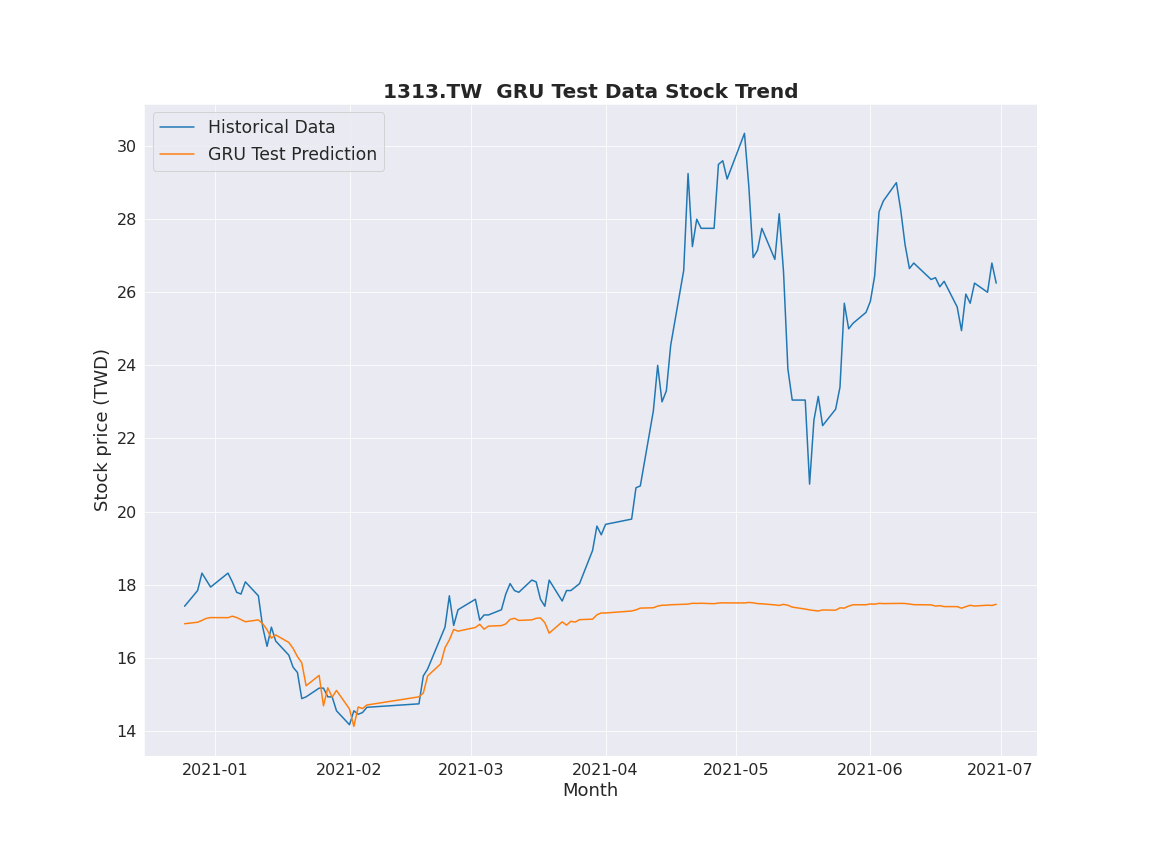 1313.TW  GRU Test Data Stock Trend
Historical Data
GRU Test Prediction
Stock price (TWD)
30
28
26
24
22
20
18
16
14
2021-01 2021-02 2021-03 2021-04 2021-05 2021-06 2021-07
Month